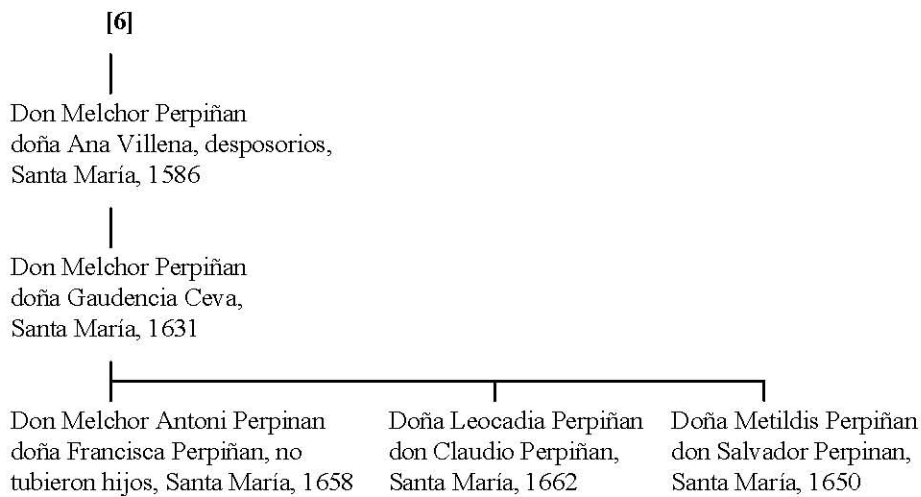 [6]
Don Melchor Perpiñan
doña Ana Villena, desposorios,
Santa María, 1586
Don Melchor Perpiñan
doña Gaudencia Ceva,
Santa María, 1631
Don Melchor Antoni Perpinan
doña Francisca Perpiñan, no
tubieron hijos, Santa María, 1658
Doña Leocadia Perpiñan
don Claudio Perpiñan,
Santa María, 1662
Doña Metildis Perpiñan
don Salvador Perpinan,
Santa María, 1650